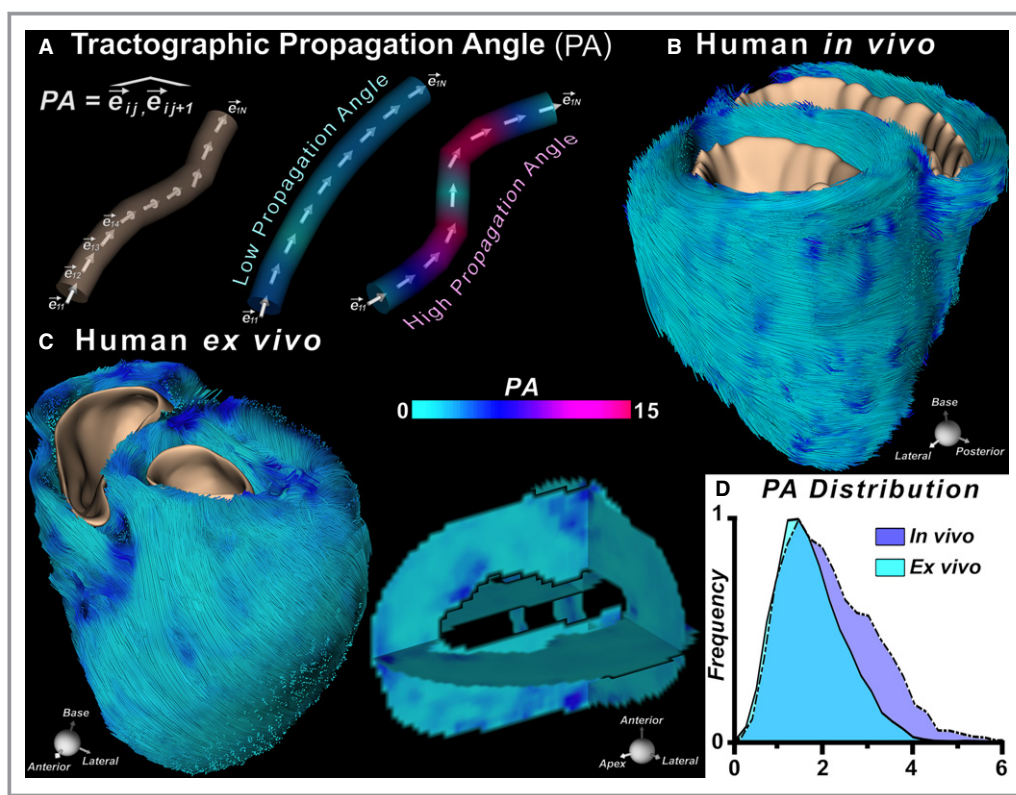 A Tractographic Propagation Angle (PA)
PA = e⃗ij, e⃗ij+1
e⃗1N
e⃗14
e⃗13
e⃗12
e⃗11
Low Propagation Angle
e⃗1N
e⃗11
High Propagation Angle
e⃗1N
e⃗11
B Human in vivo
Base
Lateral
Posterior
C Human ex vivo
PA
0 15
Base
Anterior
Lateral
Anterior
Apex
Lateral
D PA Distribution
In vivo
Ex vivo
Frequency
1
0
0 2 4 6